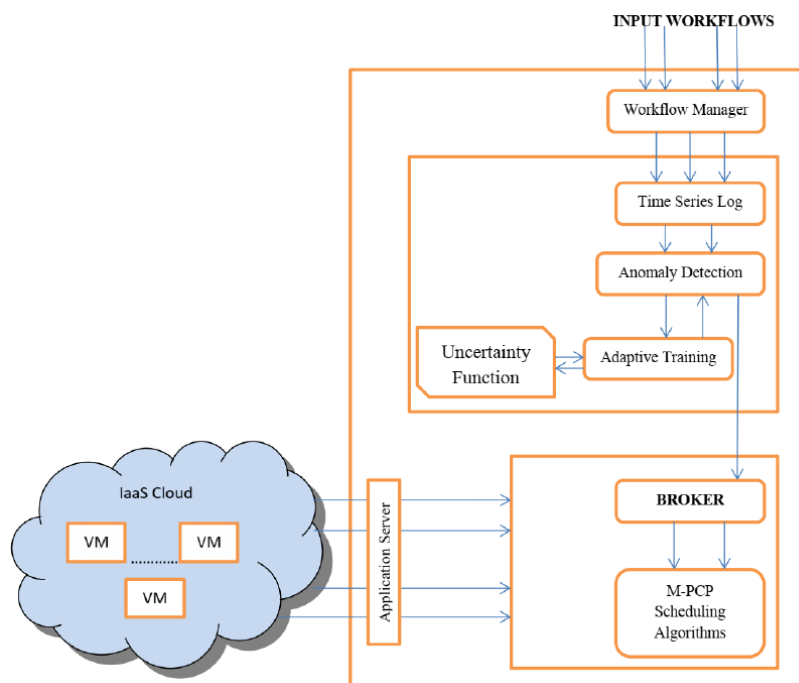 INPUT WORKFLOWS
Workflow Manager
Time Series Log
Anomaly Detection
Uncertainty
Function
Adaptive Training
IaaS Cloud
VM
VM
............
VM
Application Server
BROKER
M-PCP
Scheduling
Algorithms